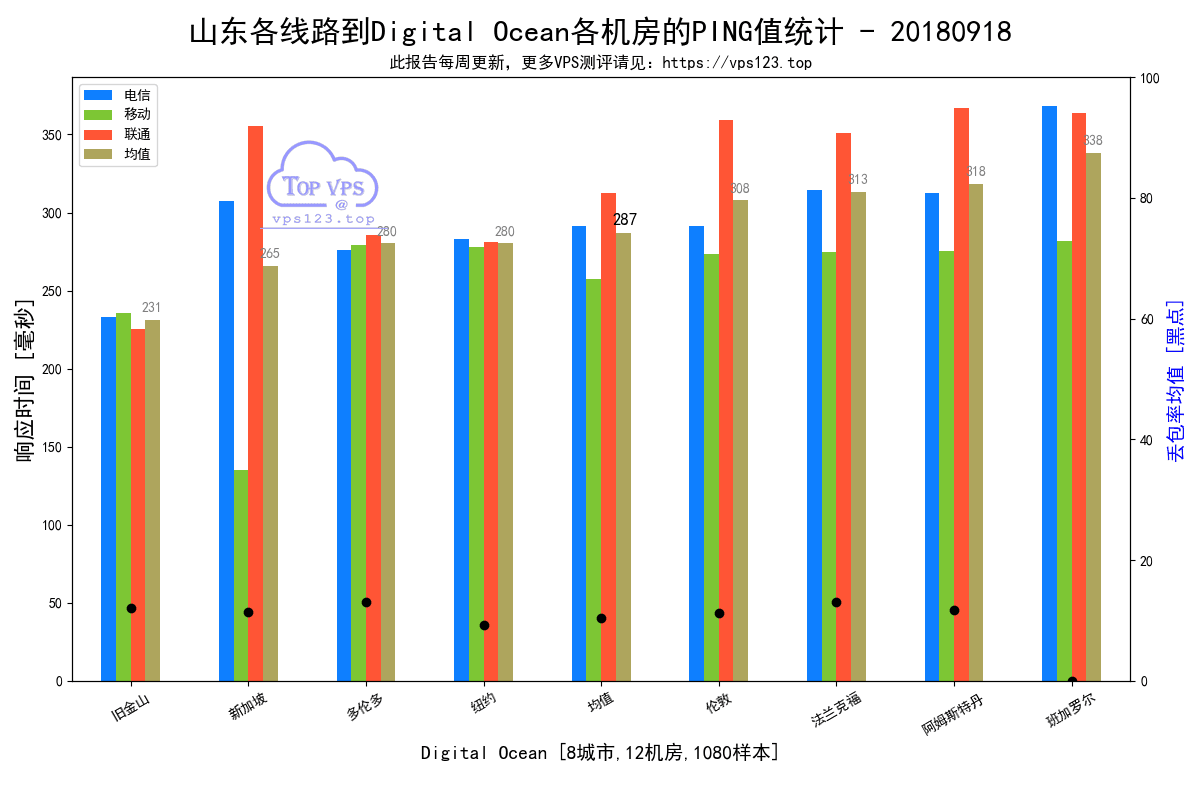 山东各线路到Digital Ocean各机房的PING值统计 - 20180918
此报告每周更新，更多VPS测评请见：https://vps123.top
电信
移动
联通
均值
TOP VPS
@
vps123.top
响应时间 [毫秒]
350
300
250
200
150
100
50
0
231
265
280
280
287
308
313
318
338
100
80
60
40
20
0
丢包率均值 [黑点]
旧金山
新加坡
多伦多
纽约
均值
伦敦
法兰克福
阿姆斯特丹
班加罗尔
Digital Ocean [8城市,12机房,1080样本]